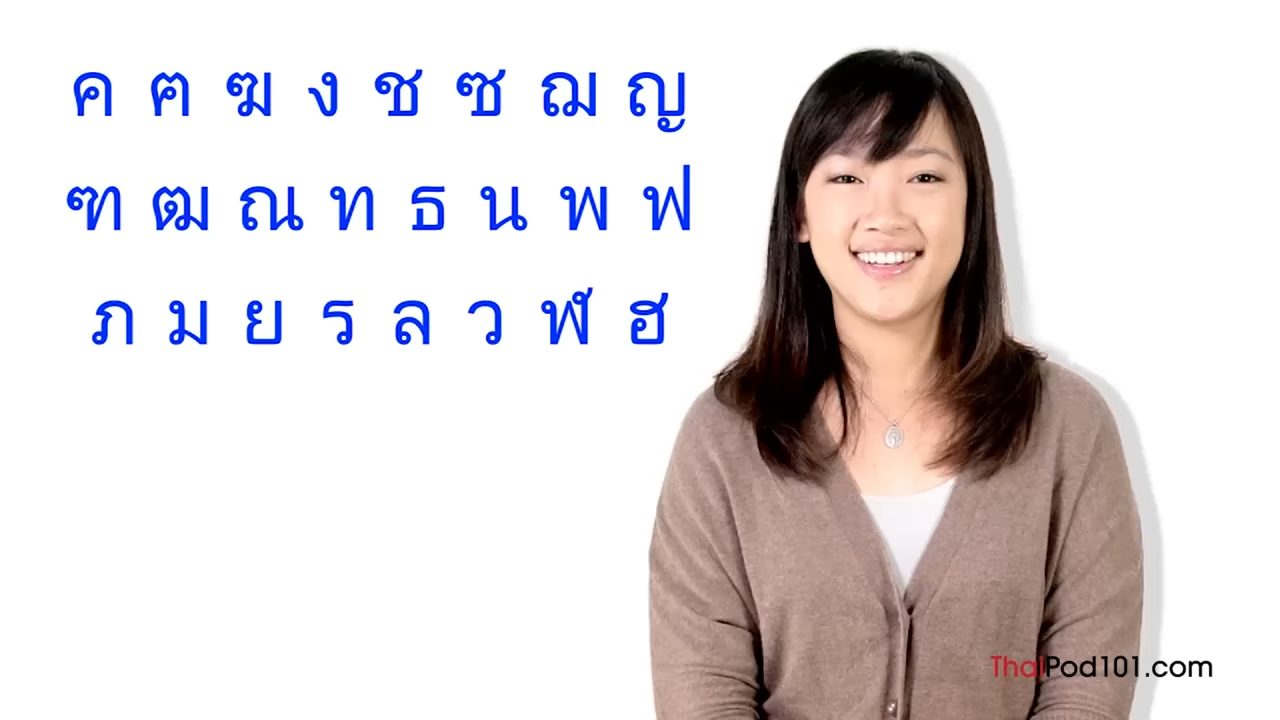 ค ฅ ฆ ง ช ซ ฌ ญ
ฑ ฒ ณ ท ธ น พ ฟ
ภ ม ย ร ล ว ฬ ฮ
ThaiPod101.com